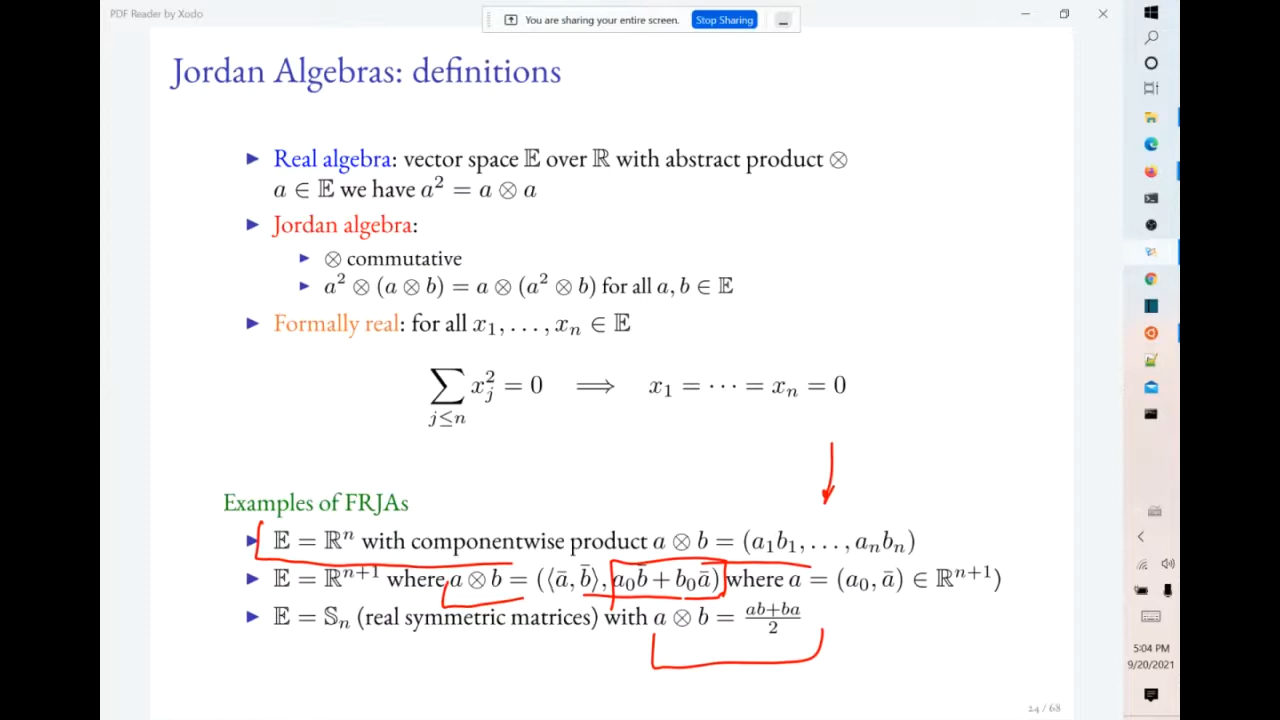 PDF Reader by Xodo
You are sharing your entire screen. Stop Sharing
Jordan Algebras: definitions
► Real algebra: vector space 𝔼 over ℝ with abstract product ⊗
a ∈ 𝔼 we have a² = a ⊗ a
► Jordan algebra:
► ⊗ commutative
► a² ⊗ (a ⊗ b) = a ⊗ (a² ⊗ b) for all a, b ∈ 𝔼
► Formally real: for all x₁, . . . , xₙ ∈ 𝔼
∑_{j≤n} x_j² = 0 ⟹ x₁ = · · · = xₙ = 0
Examples of FRJAs
► 𝔼 = ℝⁿ with componentwise product a ⊗ b = (a₁b₁, . . . , aₙbₙ)
► 𝔼 = ℝⁿ⁺¹ where a ⊗ b = (⟨ā, b̄⟩, a₀b̄ + b₀ā) where a = (a₀, ā) ∈ ℝⁿ⁺¹)
► 𝔼 = 𝕊ₙ (real symmetric matrices) with a ⊗ b = (ab+ba)/2
24 / 68
5:04 PM
9/20/2021